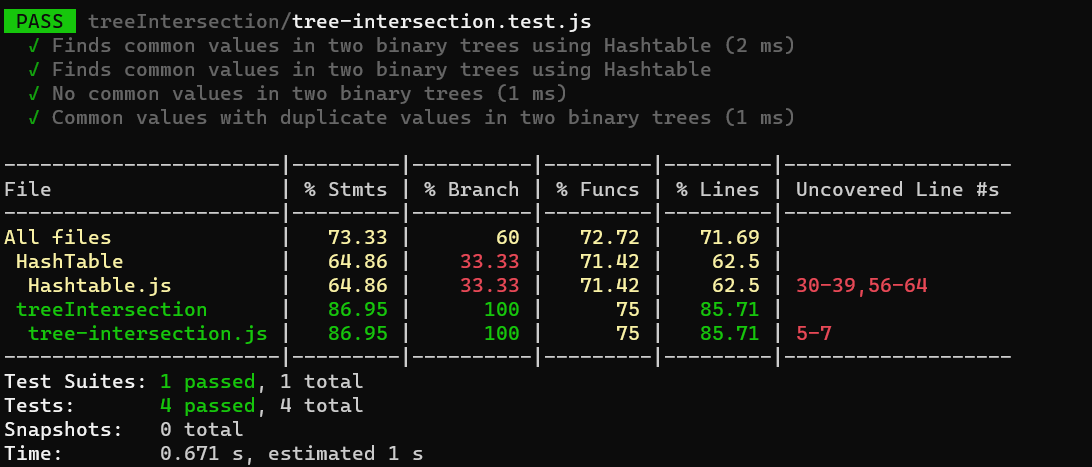 PASS treeIntersection/tree-intersection.test.js
√ Finds common values in two binary trees using Hashtable (2 ms)
√ Finds common values in two binary trees using Hashtable
√ No common values in two binary trees (1 ms)
√ Common values with duplicate values in two binary trees (1 ms)
-----------------------|---------|----------|---------|---------|-------------------
File                   | % Stmts | % Branch | % Funcs | % Lines | Uncovered Line #s
-----------------------|---------|----------|---------|---------|-------------------
All files              |   73.33 |       60 |   72.72 |   71.69 |
 HashTable             |   64.86 |    33.33 |   71.42 |    62.5 |
  Hashtable.js         |   64.86 |    33.33 |   71.42 |    62.5 | 30-39,56-64
 treeIntersection      |   86.95 |      100 |      75 |   85.71 |
  tree-intersection.js |   86.95 |      100 |      75 |   85.71 | 5-7
-----------------------|---------|----------|---------|---------|-------------------
Test Suites: 1 passed, 1 total
Tests:       4 passed, 4 total
Snapshots:   0 total
Time:        0.671 s, estimated 1 s